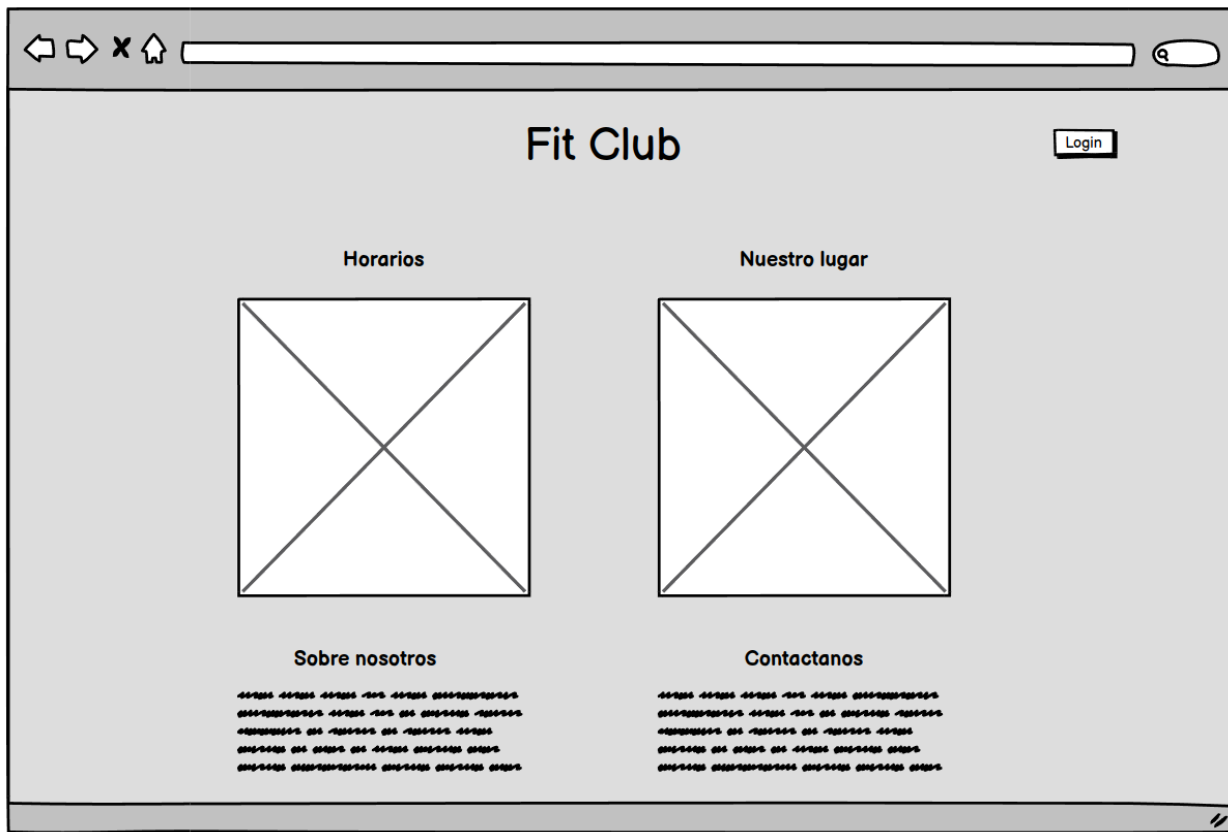 Fit Club
Login
Horarios
Nuestro lugar
Sobre nosotros
Contactanos